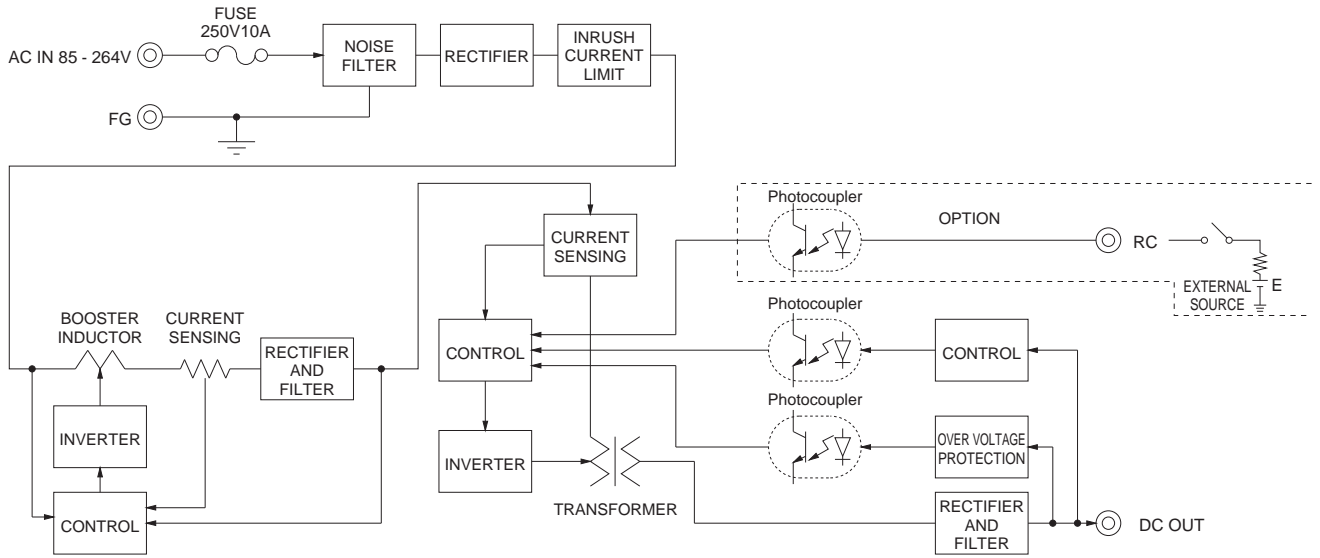 FUSE
250V10A
AC IN 85 - 264V
NOISE
FILTER
RECTIFIER
INRUSH
CURRENT
LIMIT
FG
Photocoupler
OPTION
RC
EXTERNAL
SOURCE
E
CURRENT
SENSING
BOOSTER
INDUCTOR
CURRENT
SENSING
RECTIFIER
AND
FILTER
CONTROL
Photocoupler
CONTROL
Photocoupler
INVERTER
INVERTER
OVER VOLTAGE
PROTECTION
TRANSFORMER
CONTROL
RECTIFIER
AND
FILTER
DC OUT